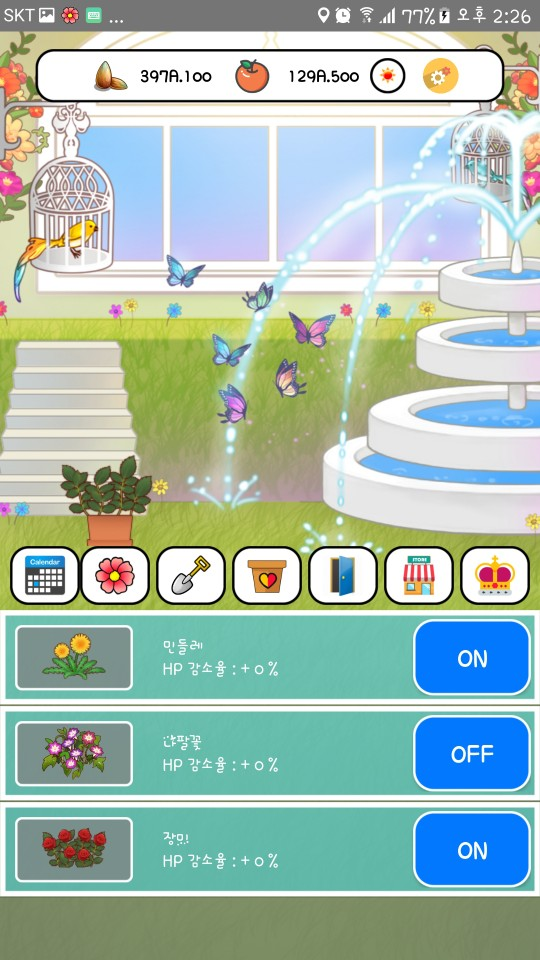 SKT ... 77% 오후 2:26
397A.100 129A.500
Calendar
STORE
민들레
HP 감소율 : + 0 %
ON
나팔꽃
HP 감소율 : + 0 %
OFF
장미
HP 감소율 : + 0 %
ON